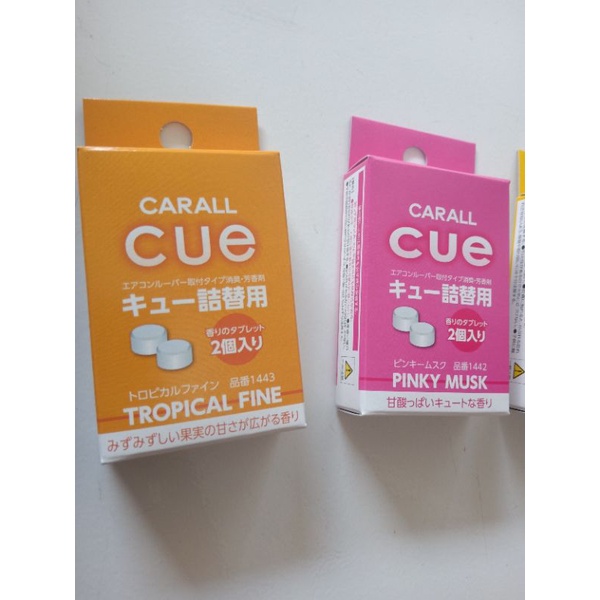 CARALL
cue
エアコンルーバー取付タイプ消臭・芳香剤
キュー詰替用
香りのタブレット
2個入り
トロピカルファイン 品番1443
TROPICAL FINE
みずみずしい果実の甘さが広がる香り
CARALL
cue
エアコンルーバー取付タイプ消臭・芳香剤
キュー詰替用
香りのタブレット
2個入り
ピンキームスク 品番1442
PINKY MUSK
甘酸っぱいキュートな香り